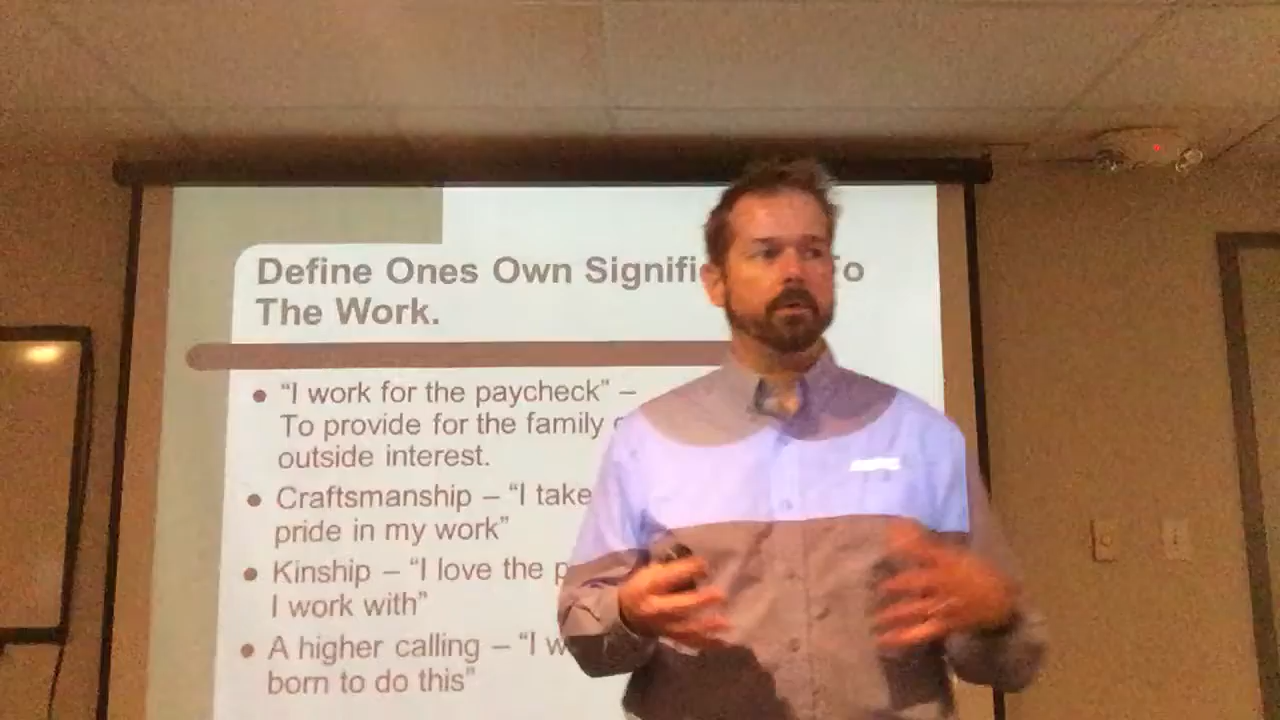 Define Ones Own Signifi To
The Work.
• “I work for the paycheck” –
To provide for the family
outside interest.
• Craftsmanship – “I take
pride in my work”
• Kinship – “I love the
I work with”
• A higher calling – “I
born to do this”